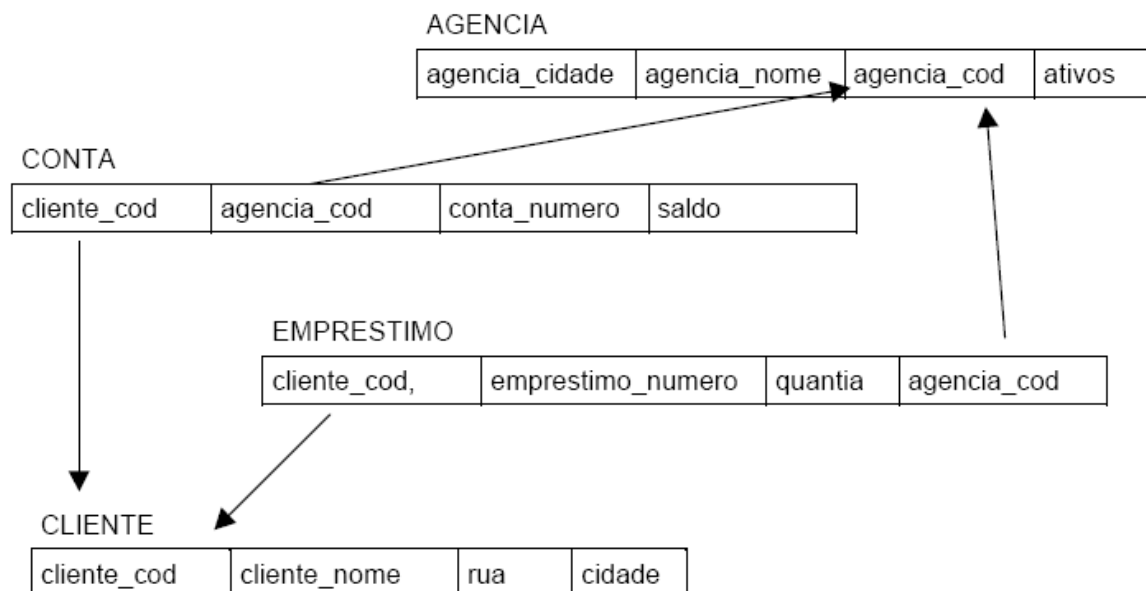 AGENCIA
agencia_cidade agencia_nome agencia_cod ativos
CONTA
cliente_cod agencia_cod conta_numero saldo
EMPRESTIMO
cliente_cod, emprestimo_numero quantia agencia_cod
CLIENTE
cliente_cod cliente_nome rua cidade